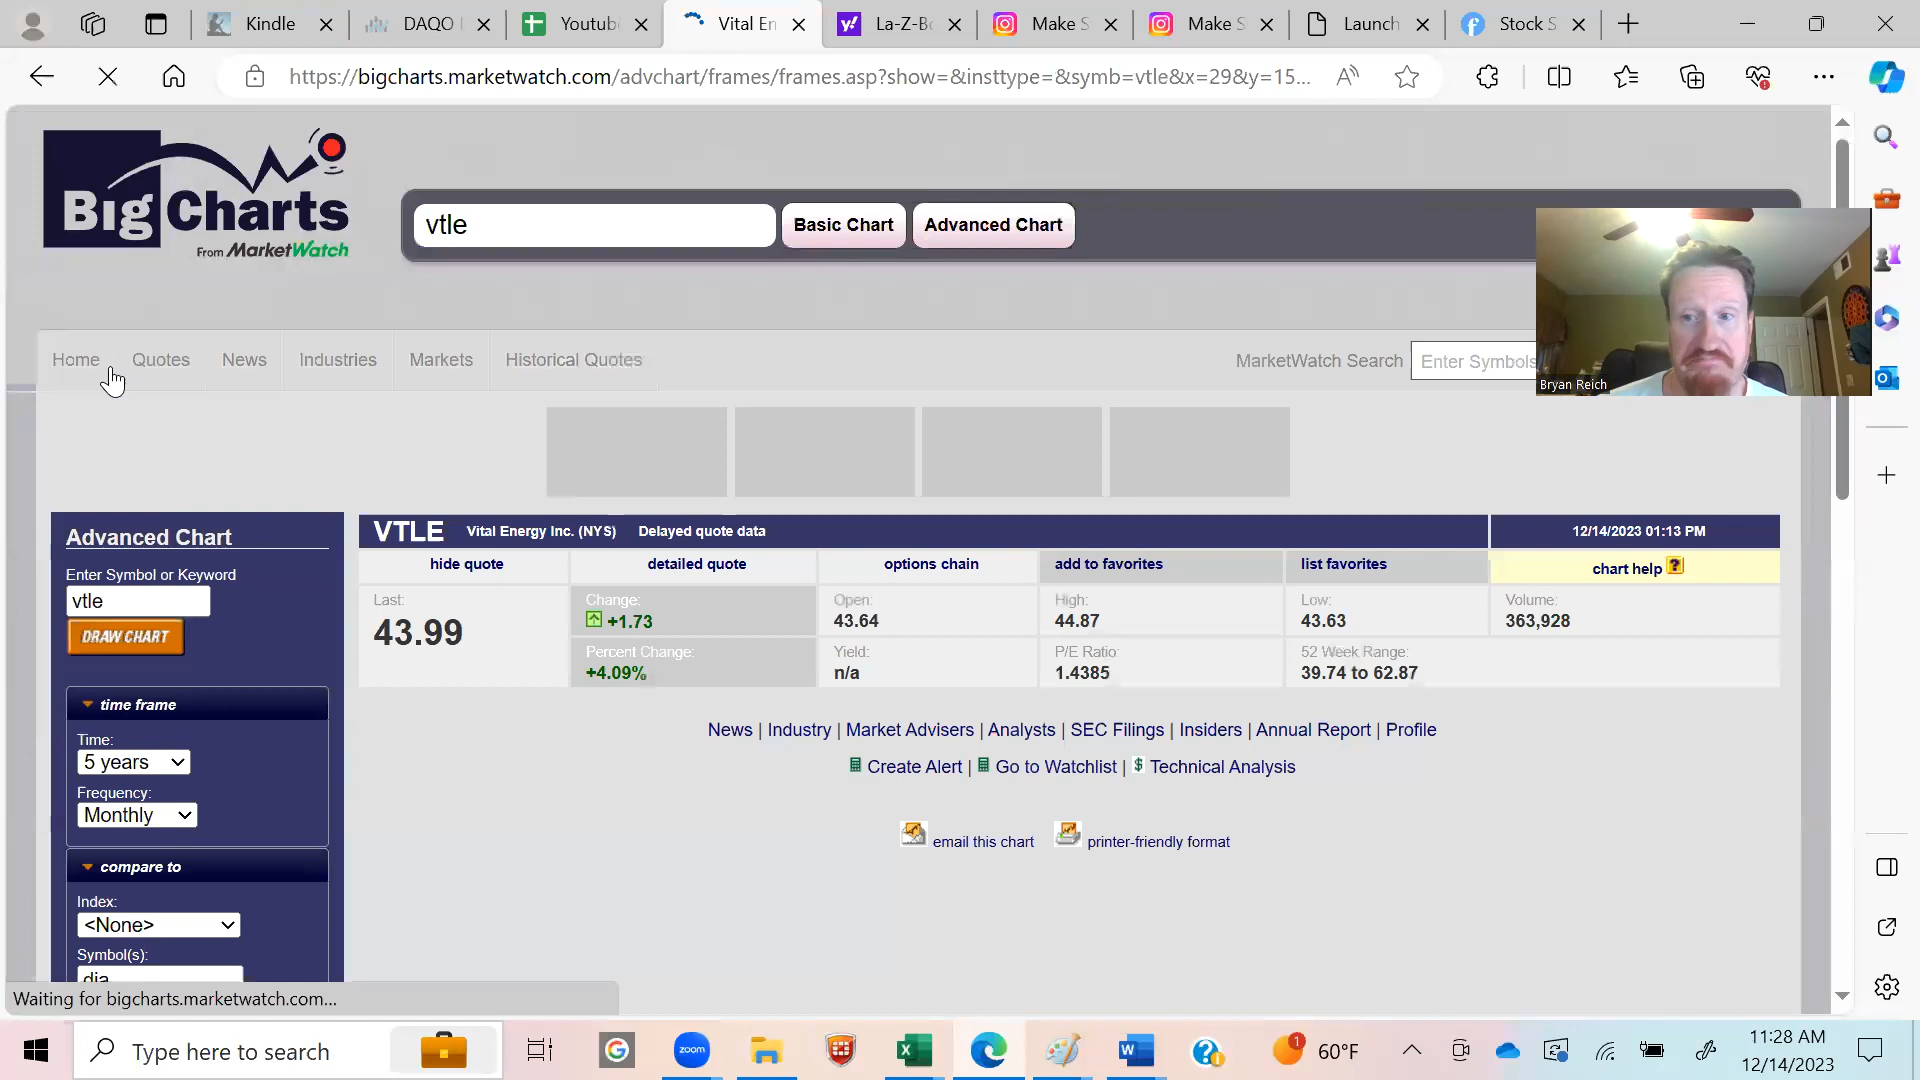 Kindle
DAQO
Youtube
Vital En
La-Z-Bo
Make S
Make S
Launch
Stock S
https://bigcharts.marketwatch.com/advchart/frames/frames.asp?show=&insttype=&symb=vtle&x=29&y=15...
BigCharts
From MarketWatch
vtle
Basic Chart
Advanced Chart
Home
Quotes
News
Industries
Markets
Historical Quotes
MarketWatch Search
Enter Symbols
Bryan Reich
Advanced Chart
Enter Symbol or Keyword
vtle
DRAW CHART
time frame
Time:
5 years
Frequency:
Monthly
compare to
Index:
<None>
Symbol(s):
dia
VTLE Vital Energy Inc. (NYS) Delayed quote data 12/14/2023 01:13 PM
hide quote detailed quote options chain add to favorites list favorites chart help ?
Last: Change: Open: High: Low: Volume:
43.99 +1.73 43.64 44.87 43.63 363,928
Percent Change: Yield: P/E Ratio: 52 Week Range:
+4.09% n/a 1.4385 39.74 to 62.87
News | Industry | Market Advisers | Analysts | SEC Filings | Insiders | Annual Report | Profile
Create Alert | Go to Watchlist | $ Technical Analysis
email this chart printer-friendly format
Waiting for bigcharts.marketwatch.com...
Type here to search
zoom
1
60°F
11:28 AM
12/14/2023